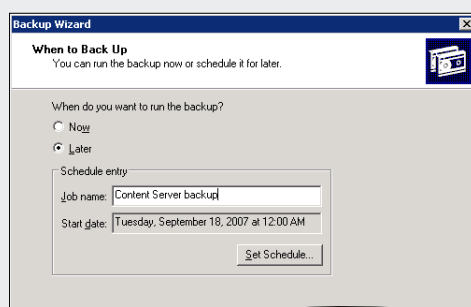 Backup Wizard
When to Back Up
You can run the backup now or schedule it for later.
When do you want to run the backup?
Now
Later
Schedule entry
Job name: Content Server backup
Start date: Tuesday, September 18, 2007 at 12:00 AM
Set Schedule...